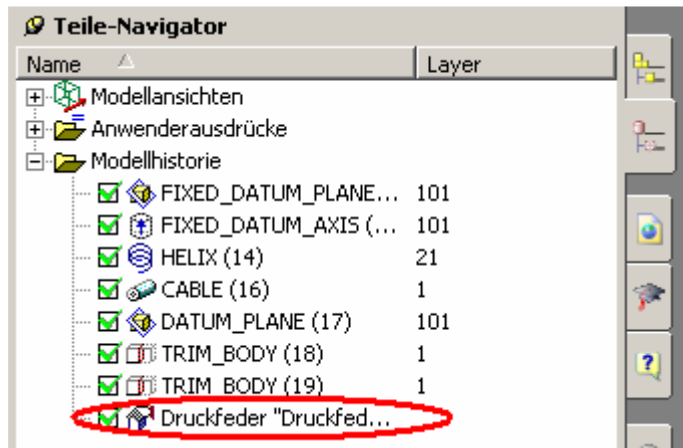 Teile-Navigator
Name Layer
Modellansichten
Anwenderausdrücke
Modellhistorie
FIXED_DATUM_PLANE... 101
FIXED_DATUM_AXIS (... 101
HELIX (14) 21
CABLE (16) 1
DATUM_PLANE (17) 101
TRIM_BODY (18) 1
TRIM_BODY (19) 1
Druckfeder "Druckfed...